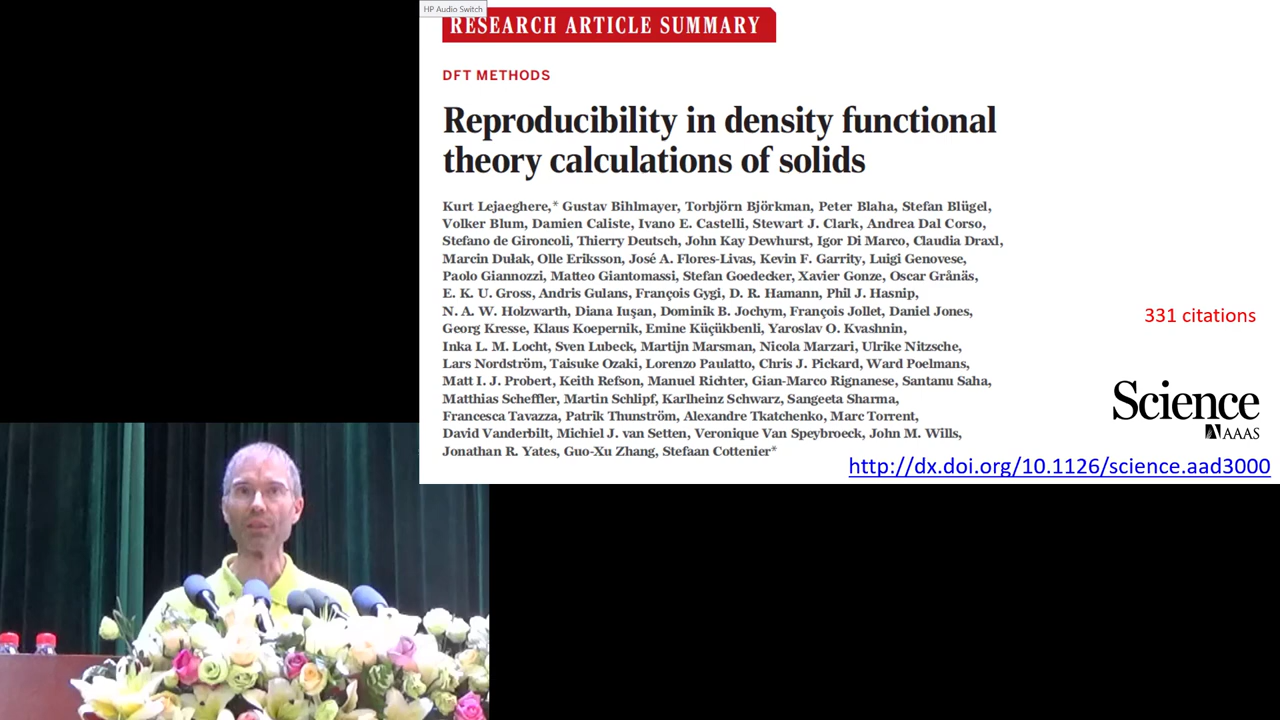 HP Audio Switch
RESEARCH ARTICLE SUMMARY
DFT METHODS
Reproducibility in density functional
theory calculations of solids
Kurt Lejaeghere,* Gustav Bihlmayer, Torbjörn Björkman, Peter Blaha, Stefan Blügel,
Volker Blum, Damien Caliste, Ivano E. Castelli, Stewart J. Clark, Andrea Dal Corso,
Stefano de Gironcoli, Thierry Deutsch, John Kay Dewhurst, Igor Di Marco, Claudia Draxl,
Marcin Dułak, Olle Eriksson, José A. Flores-Livas, Kevin F. Garrity, Luigi Genovese,
Paolo Giannozzi, Matteo Giantomassi, Stefan Goedecker, Xavier Gonze, Oscar Grånäs,
E. K. U. Gross, Andris Gulans, François Gygi, D. R. Hamann, Phil J. Hasnip,
N. A. W. Holzwarth, Diana Iuşan, Dominik B. Jochym, François Jollet, Daniel Jones,
Georg Kresse, Klaus Koepernik, Emine Küçükbenli, Yaroslav O. Kvashnin,
Inka L. M. Locht, Sven Lubeck, Martijn Marsman, Nicola Marzari, Ulrike Nitzsche,
Lars Nordström, Taisuke Ozaki, Lorenzo Paulatto, Chris J. Pickard, Ward Poelmans,
Matt I. J. Probert, Keith Refson, Manuel Richter, Gian-Marco Rignanese, Santanu Saha,
Matthias Scheffler, Martin Schlipf, Karlheinz Schwarz, Sangeeta Sharma,
Francesca Tavazza, Patrik Thunström, Alexandre Tkatchenko, Marc Torrent,
David Vanderbilt, Michiel J. van Setten, Veronique Van Speybroeck, John M. Wills,
Jonathan R. Yates, Guo-Xu Zhang, Stefaan Cottenier*
331 citations
Science
AAAS
http://dx.doi.org/10.1126/science.aad3000